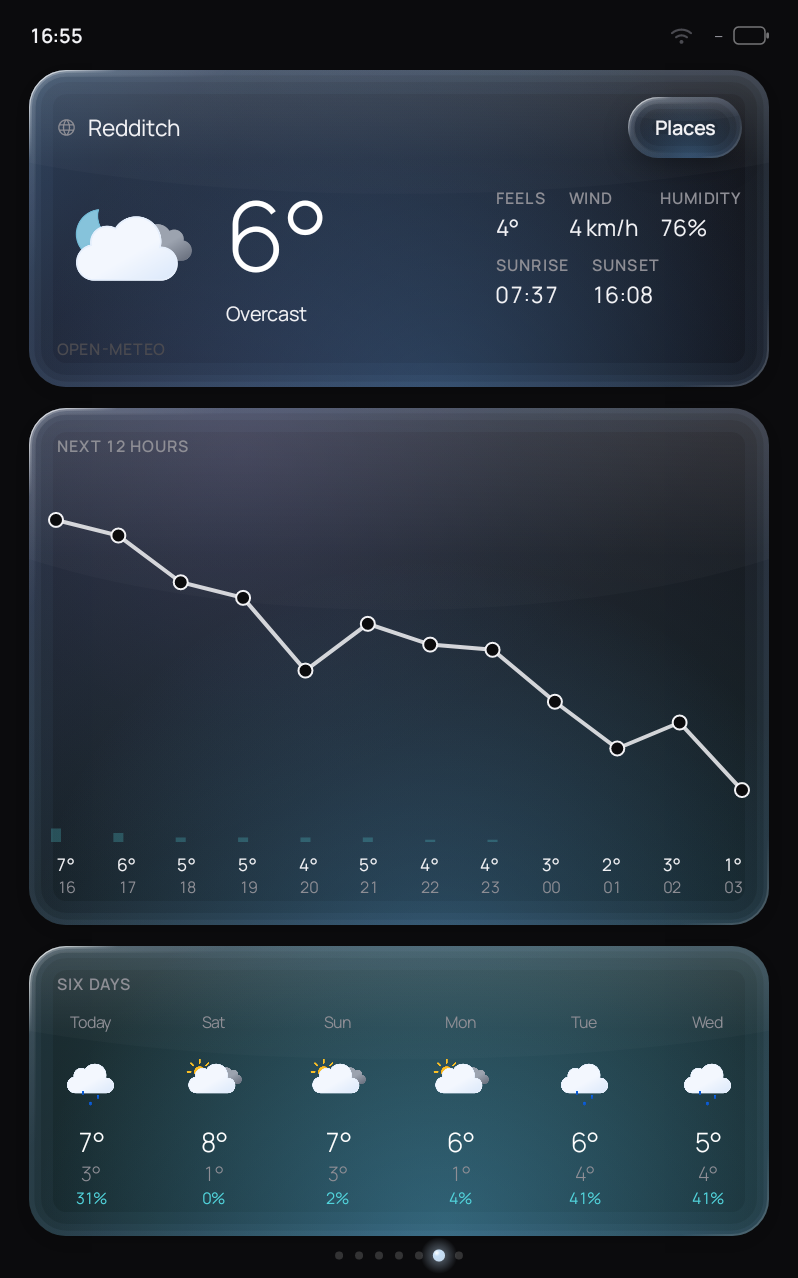 16:55
–
Redditch
Places
6°
Overcast
FEELS WIND HUMIDITY
4° 4 km/h 76%
SUNRISE SUNSET
07:37 16:08
OPEN-METEO
NEXT 12 HOURS
7° 6° 5° 5° 4° 5° 4° 4° 3° 2° 3° 1°
16 17 18 19 20 21 22 23 00 01 02 03
SIX DAYS
Today Sat Sun Mon Tue Wed
7° 8° 7° 6° 6° 5°
3° 1° 3° 1° 4° 4°
31% 0% 2% 4% 41% 41%